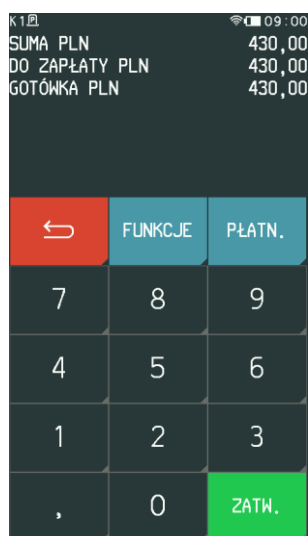 K1 P 09:00
SUMA PLN 430,00
DO ZAPŁATY PLN 430,00
GOTÓWKA PLN 430,00
FUNKCJE PŁATN.
7 8 9
4 5 6
1 2 3
, 0 ZATW.